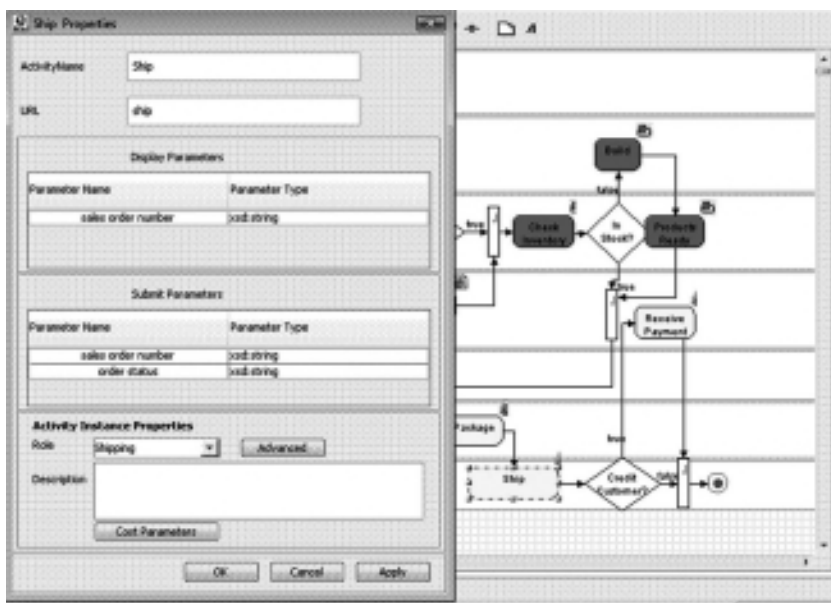 Ship Properties
ActivityName
Ship
URL
ship
Display Parameters
Parameter Name Parameter Type
sales order number xsd:string
Submit Parameters
Parameter Name Parameter Type
sales order number xsd:string
order status xsd:string
Activity Instance Properties
Role Shipping Advanced...
Description
Cost Parameters
OK Cancel Apply
A
Build
false
true
Check
Inventory
In
Stock?
Products
Ready
true
Receive
Payment
Package
true
Ship
Credit
Customer?
false